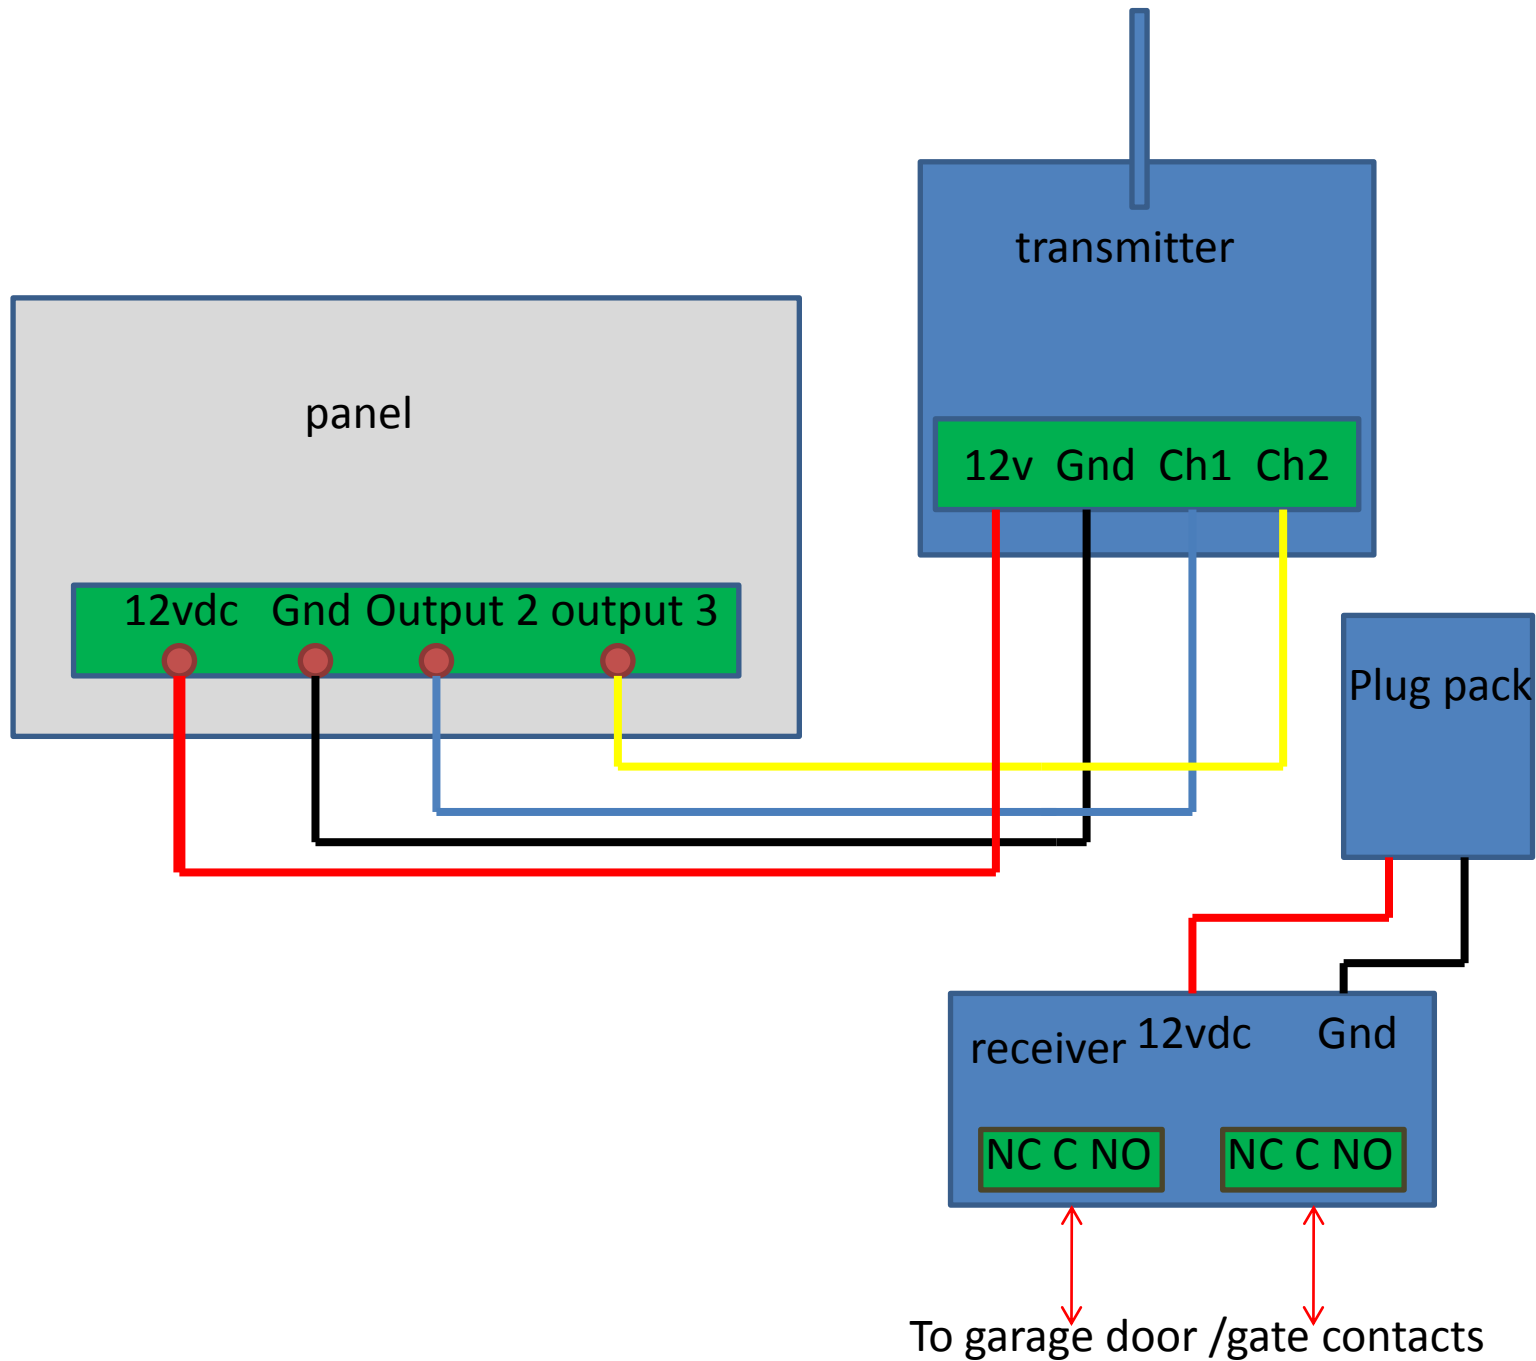 transmitter
panel
12v Gnd Ch1 Ch2
12vdc Gnd Output 2 output 3
Plug pack
receiver 12vdc Gnd
NC C NO NC C NO
To garage door /gate contacts